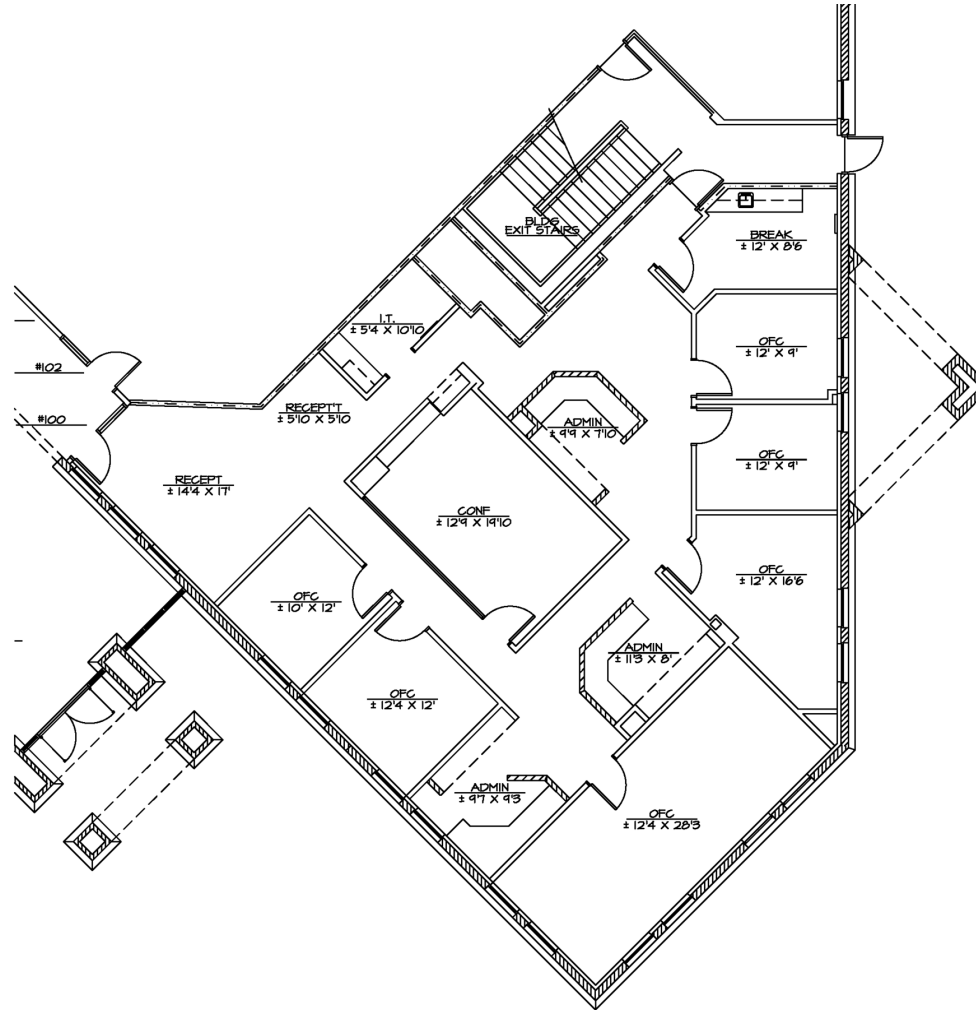 BLDG
EXIT STAIRS
BREAK
± 12' X 8'6
I.T.
± 5'4 X 10'10
OFC
± 12' X 9'
#102
RECEP'T
± 5'10 X 5'10
#100
ADMIN
± 9'9 X 7'10
OFC
± 12' X 9'
RECEPT
± 14'4 X 17'
CONF
± 12'9 X 19'10
OFC
± 12' X 16'6
OFC
± 10' X 12'
ADMIN
± 11'3 X 8'
OFC
± 12'4 X 12'
ADMIN
± 9'7 X 9'3
OFC
± 12'4 X 28'3